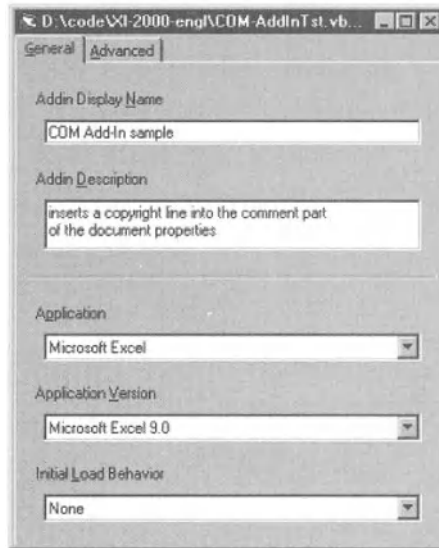 D:\code\XI-2000-engl\COM-AddInTst.vb...
General Advanced
Addin Display Name
COM Add-In sample
Addin Description
inserts a copyright line into the comment part
of the document properties
Application
Microsoft Excel
Application Version
Microsoft Excel 9.0
Initial Load Behavior
None